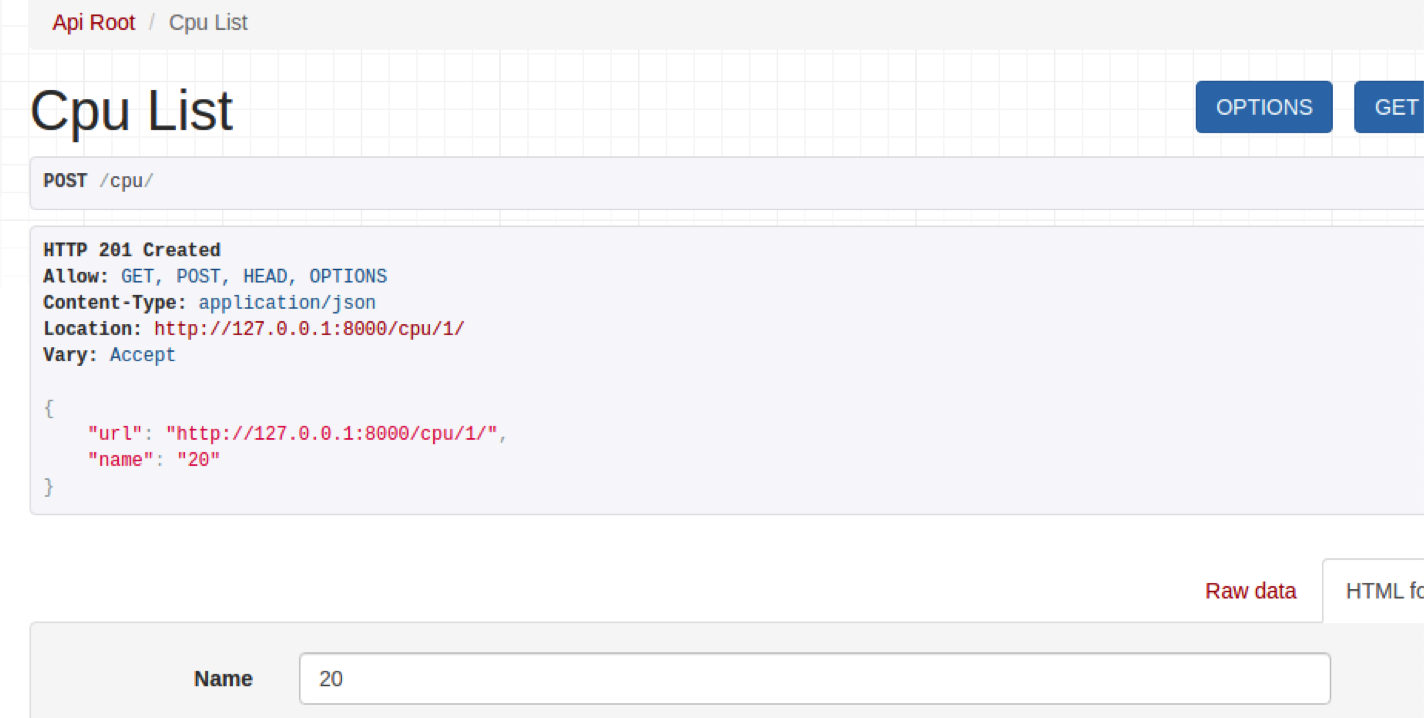 Api Root / Cpu List
Cpu List
OPTIONS
GET
POST /cpu/
HTTP 201 Created
Allow: GET, POST, HEAD, OPTIONS
Content-Type: application/json
Location: http://127.0.0.1:8000/cpu/1/
Vary: Accept
{
"url": "http://127.0.0.1:8000/cpu/1/",
"name": "20"
}
Raw data
HTML fo
Name
20